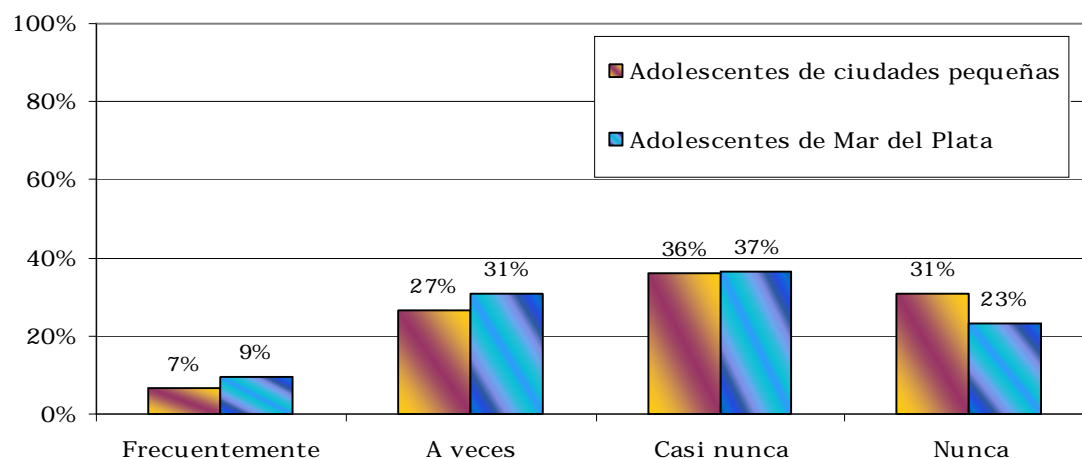 100%
80%
60%
40%
20%
0%
Adolescentes de ciudades pequeñas
Adolescentes de Mar del Plata
7%
9%
27%
31%
36%
37%
31%
23%
Frecuentemente
A veces
Casi nunca
Nunca